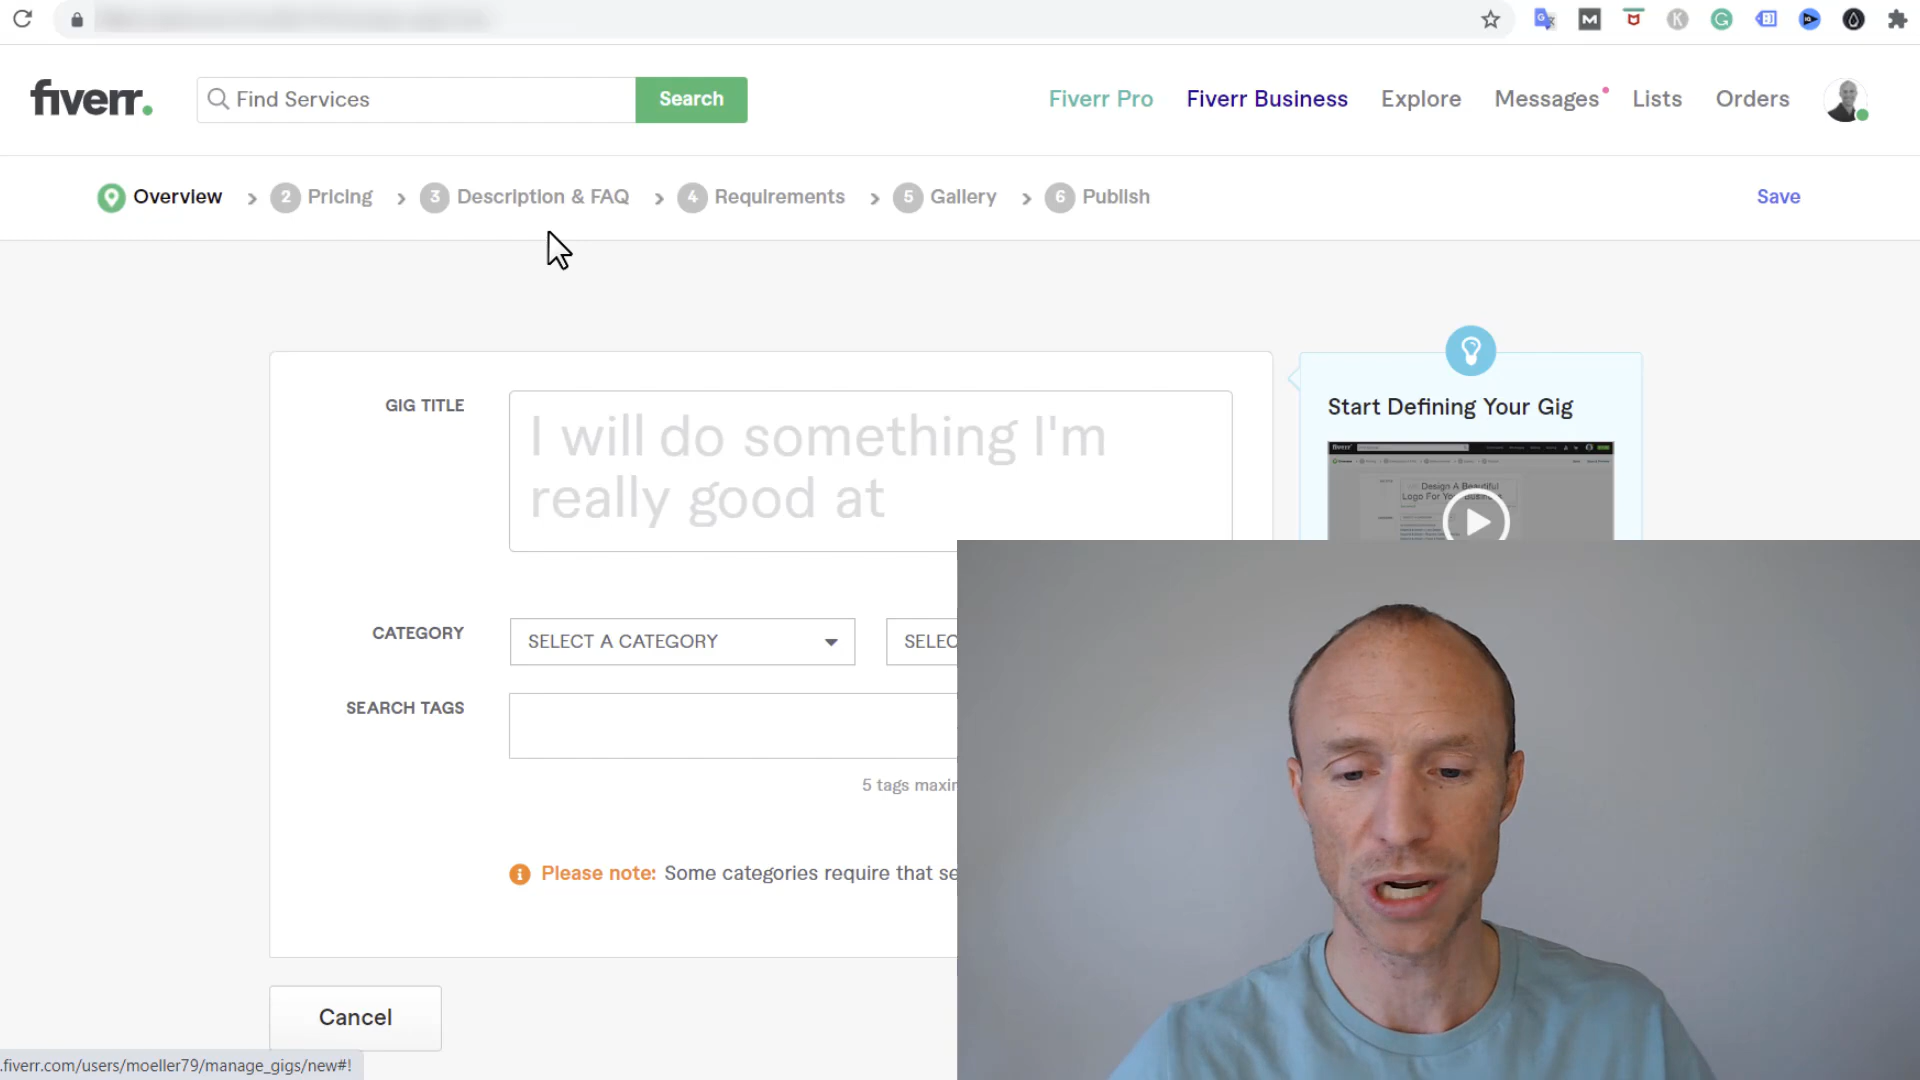 fiverr.
Find Services
Search
Fiverr Pro
Fiverr Business
Explore
Messages
Lists
Orders
Overview
2 Pricing
3 Description & FAQ
4 Requirements
5 Gallery
6 Publish
Save
GIG TITLE
I will do something I'm
really good at
Start Defining Your Gig
Design A Beautiful
CATEGORY
SELECT A CATEGORY
SELEC
SEARCH TAGS
5 tags maxim
Please note: Some categories require that se
Cancel
.fiverr.com/users/moeller79/manage_gigs/new#!